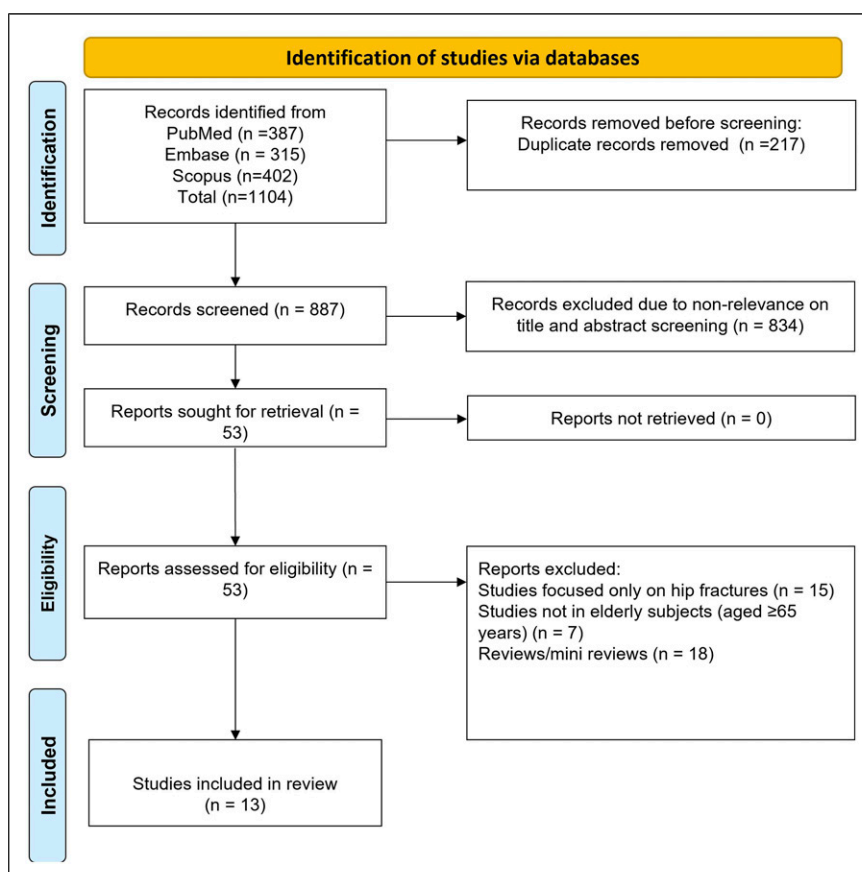 Identification of studies via databases
Identification
Records identified from
PubMed (n =387)
Embase (n = 315)
Scopus (n=402)
Total (n=1104)
Records removed before screening:
Duplicate records removed (n =217)
Screening
Records screened (n = 887)
Records excluded due to non-relevance on
title and abstract screening (n = 834)
Reports sought for retrieval (n =
53)
Reports not retrieved (n = 0)
Eligibility
Reports assessed for eligibility (n =
53)
Reports excluded:
Studies focused only on hip fractures (n = 15)
Studies not in elderly subjects (aged ≥65
years) (n = 7)
Reviews/mini reviews (n = 18)
Included
Studies included in review
(n = 13)